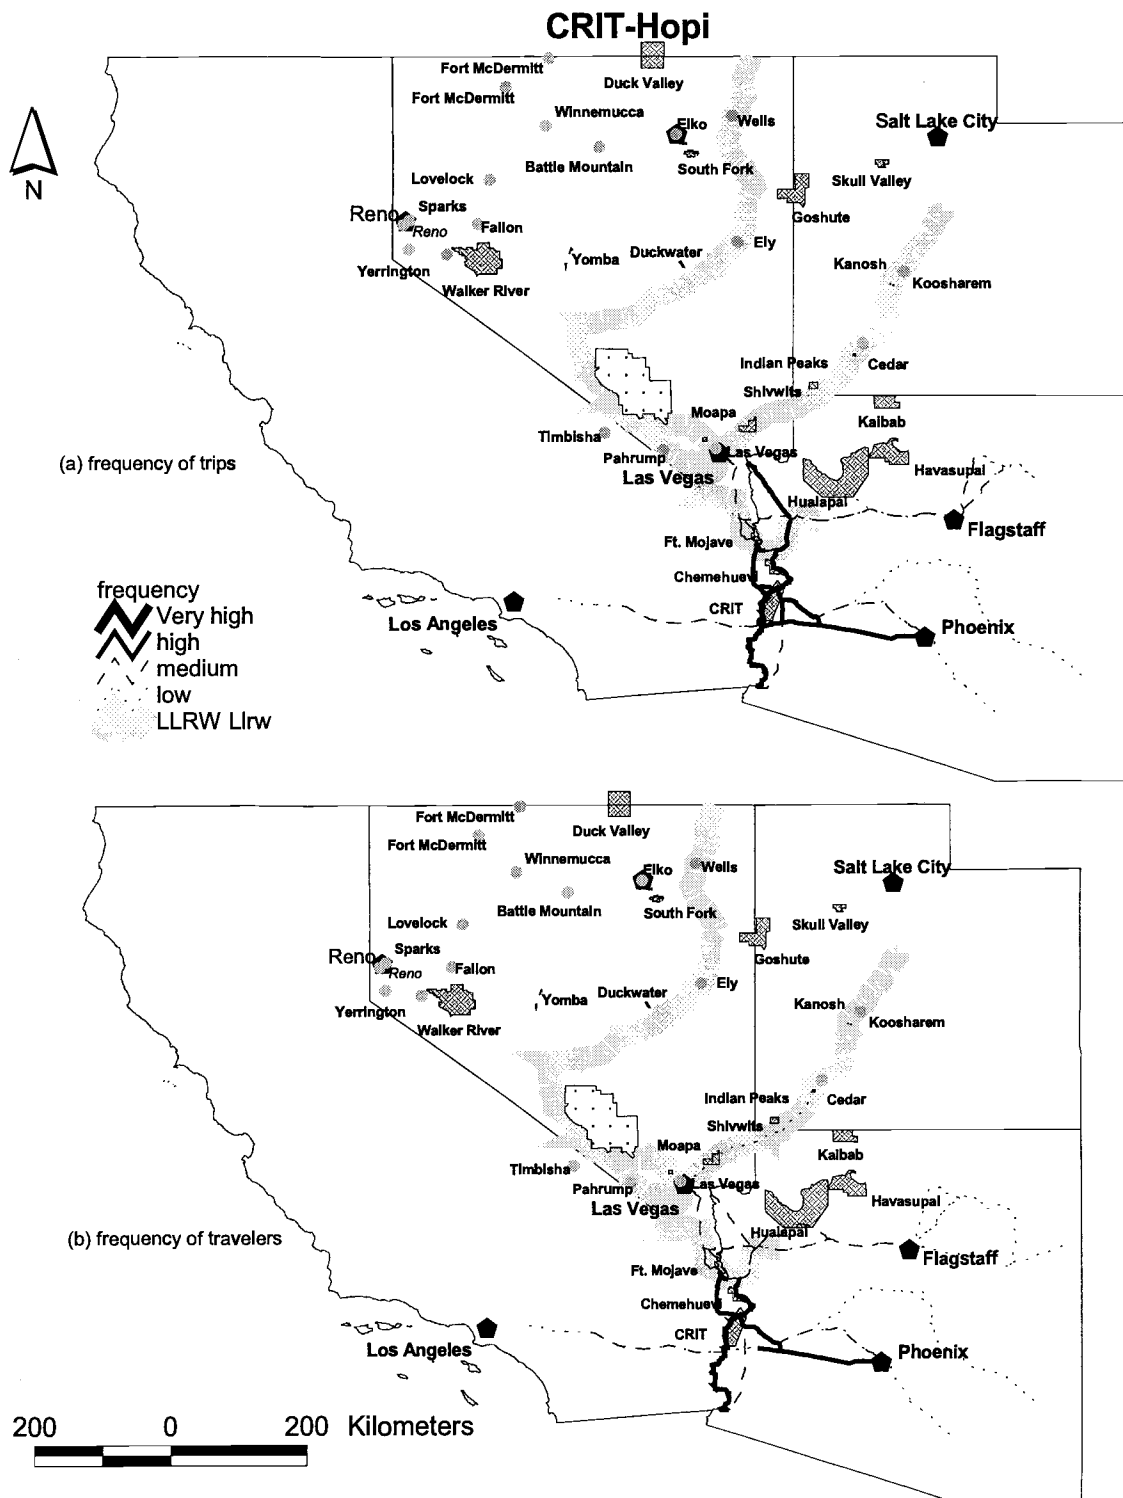 CRIT-Hopi
Fort McDermitt
Duck Valley
Fort McDermitt
Winnemucca
Elko
Wells
Salt Lake City
Battle Mountain
South Fork
Skull Valley
N
Lovelock
Reno
Sparks
Reno
Fallon
Goshute
Yerrington
Yomba
Duckwater
Ely
Kanosh
Koosharem
Walker River
Indian Peaks
Cedar
Shivwits
Moapa
Kaibab
(a) frequency of trips
Timbisha
Pahrump
Las Vegas
Las Vegas
Havasupai
Hualapai
Flagstaff
Ft. Mojave
Chemehuevi
frequency
Very high
high
medium
low
LLRW Llrw
CRIT
Los Angeles
Phoenix
Fort McDermitt
Duck Valley
Fort McDermitt
Winnemucca
Elko
Wells
Salt Lake City
Battle Mountain
South Fork
Skull Valley
Lovelock
Reno
Sparks
Reno
Fallon
Goshute
Yerrington
Yomba
Duckwater
Ely
Kanosh
Koosharem
Walker River
Indian Peaks
Cedar
Shivwits
Moapa
Kaibab
Timbisha
Pahrump
Las Vegas
Las Vegas
Havasupai
(b) frequency of travelers
Hualapai
Flagstaff
Ft. Mojave
Chemehuevi
CRIT
Los Angeles
Phoenix
200 0 200 Kilometers